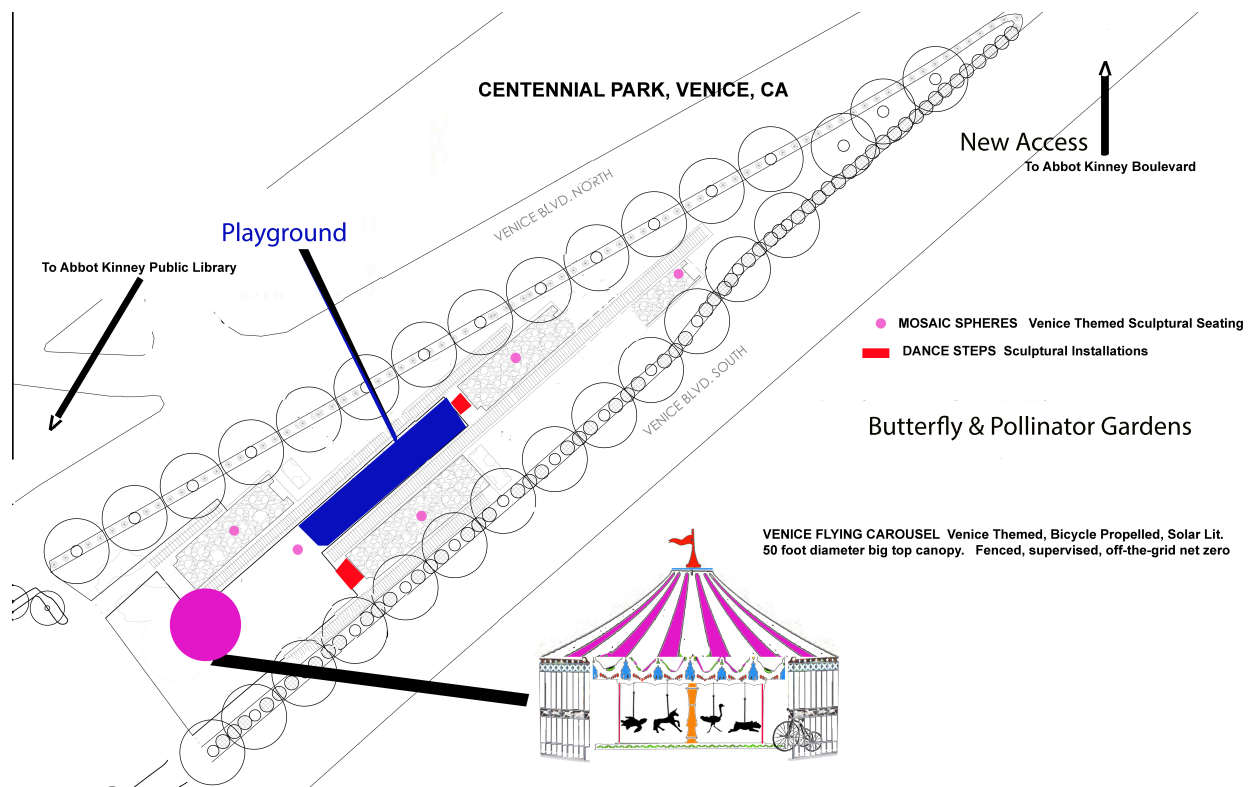 CENTENNIAL PARK, VENICE, CA
New Access
To Abbot Kinney Boulevard
VENICE BLVD. NORTH
Playground
To Abbot Kinney Public Library
MOSAIC SPHERES Venice Themed Sculptural Seating
DANCE STEPS Sculptural Installations
VENICE BLVD. SOUTH
Butterfly & Pollinator Gardens
VENICE FLYING CAROUSEL Venice Themed, Bicycle Propelled, Solar Lit.
50 foot diameter big top canopy. Fenced, supervised, off-the-grid net zero